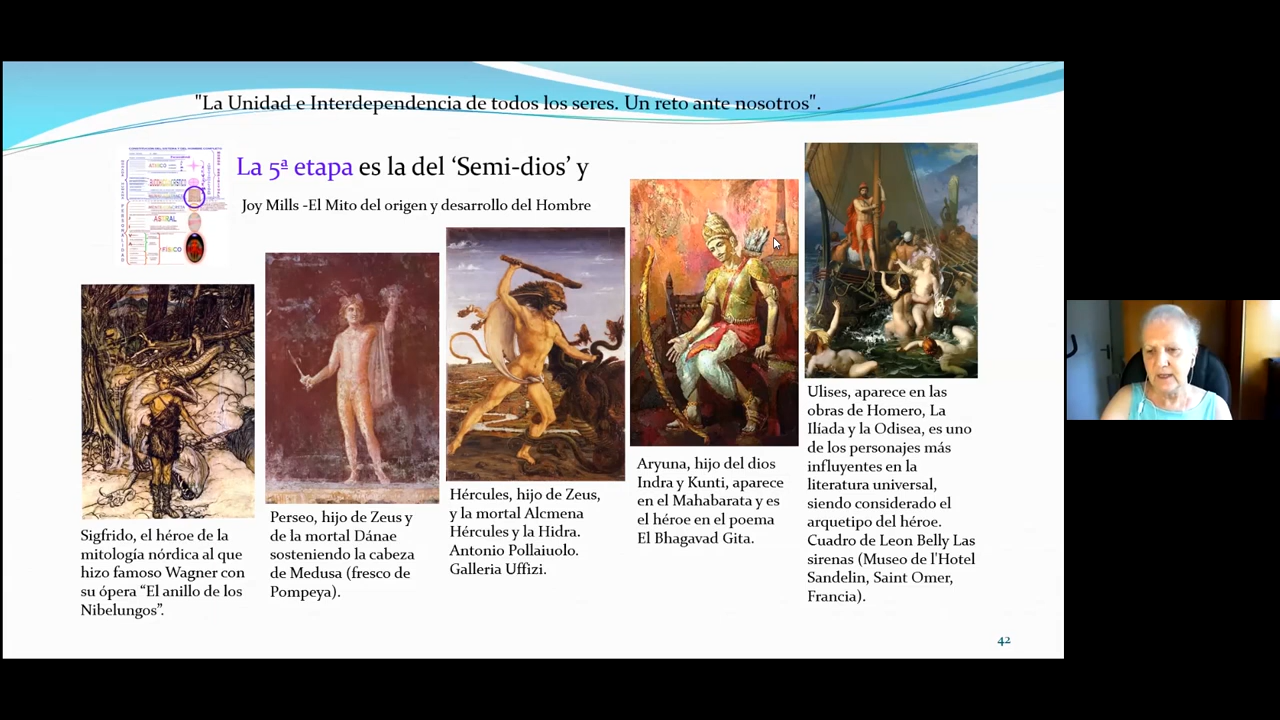 "La Unidad e Interdependencia de todos los seres. Un reto ante nosotros".
La 5ª etapa es la del ‘Semi-dios’ y
Joy Mills -El Mito del origen y desarrollo del Hombre
ASTRAL
FISICO
Sigfrido, el héroe de la
mitología nórdica al que
hizo famoso Wagner con
su ópera “El anillo de los
Nibelungos”.
Perseo, hijo de Zeus y
de la mortal Dánae
sosteniendo la cabeza
de Medusa (fresco de
Pompeya).
Hércules, hijo de Zeus,
y la mortal Alcmena
Hércules y la Hidra.
Antonio Pollaiuolo.
Galleria Uffizi.
Aryuna, hijo del dios
Indra y Kunti, aparece
en el Mahabarata y es
el héroe en el poema
El Bhagavad Gita.
Ulises, aparece en las
obras de Homero, La
Ilíada y la Odisea, es uno
de los personajes más
influyentes en la
literatura universal,
siendo considerado el
arquetipo del héroe.
Cuadro de Leon Belly Las
sirenas (Museo de l'Hotel
Sandelin, Saint Omer,
Francia).
42